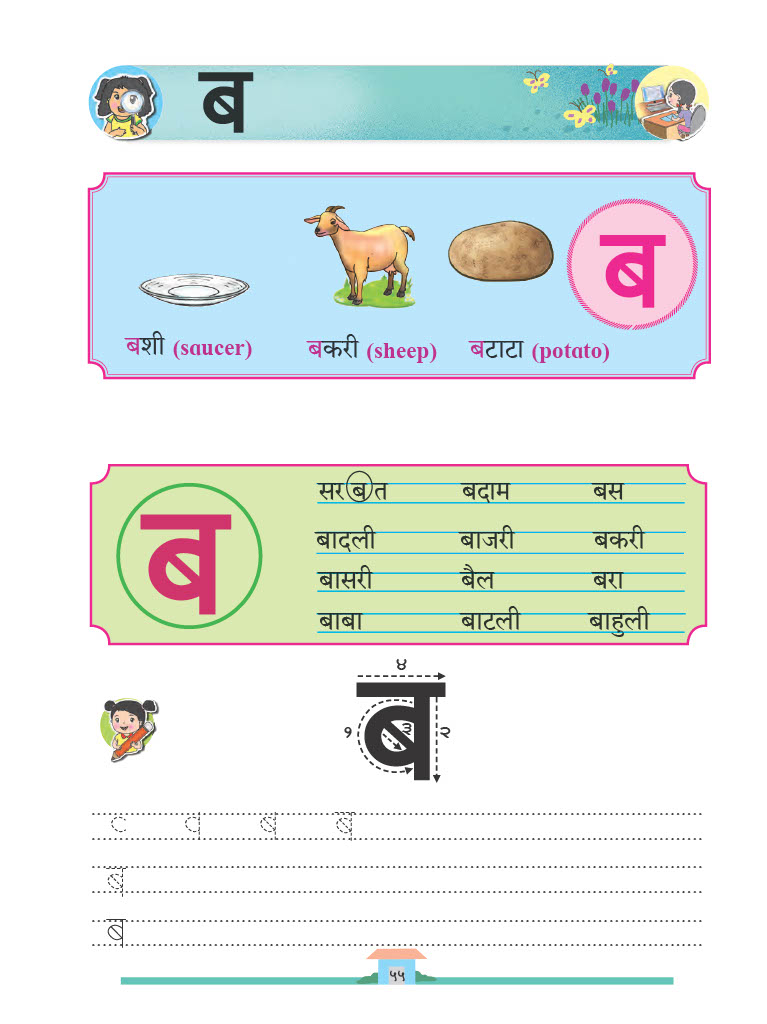 ब
ब
बशी (saucer) बकरी (sheep) बटाटा (potato)
ब
सरबत बदाम बस
बादली बाजरी बकरी
बासरी बैल बरा
बाबा बाटली बाहुली
४
ब
१ ३ २
ब
ब
ब
५५